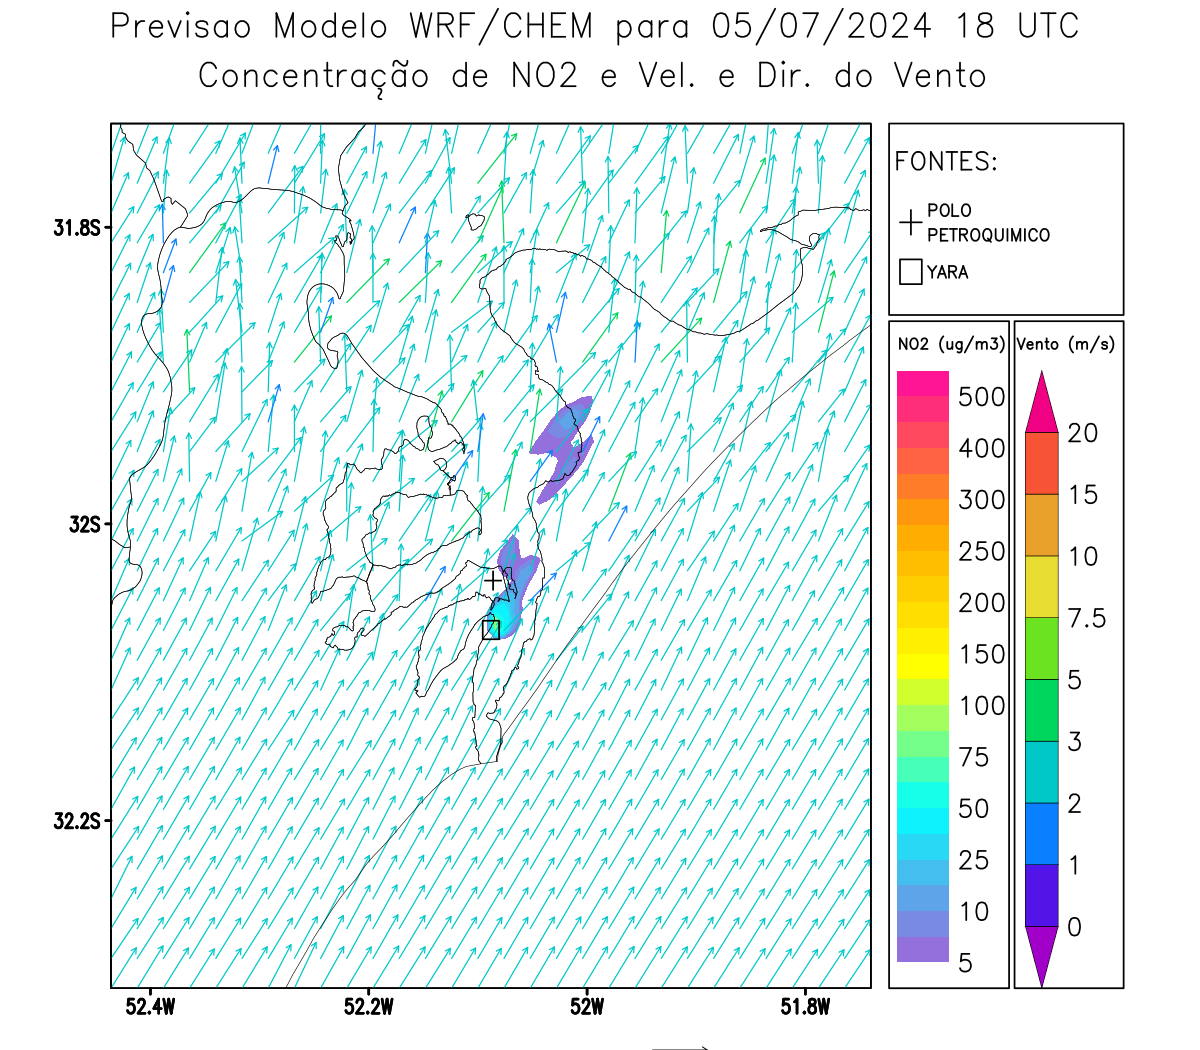 Previsao Modelo WRF/CHEM para 05/07/2024 18 UTC
Concentração de NO2 e Vel. e Dir. do Vento
FONTES:
POLO
PETROQUIMICO
YARA
NO2 (ug/m3)
500
400
300
250
200
150
100
75
50
25
10
5
Vento (m/s)
20
15
10
7.5
5
3
2
1
0
31.8S
32S
32.2S
52.4W
52.2W
52W
51.8W